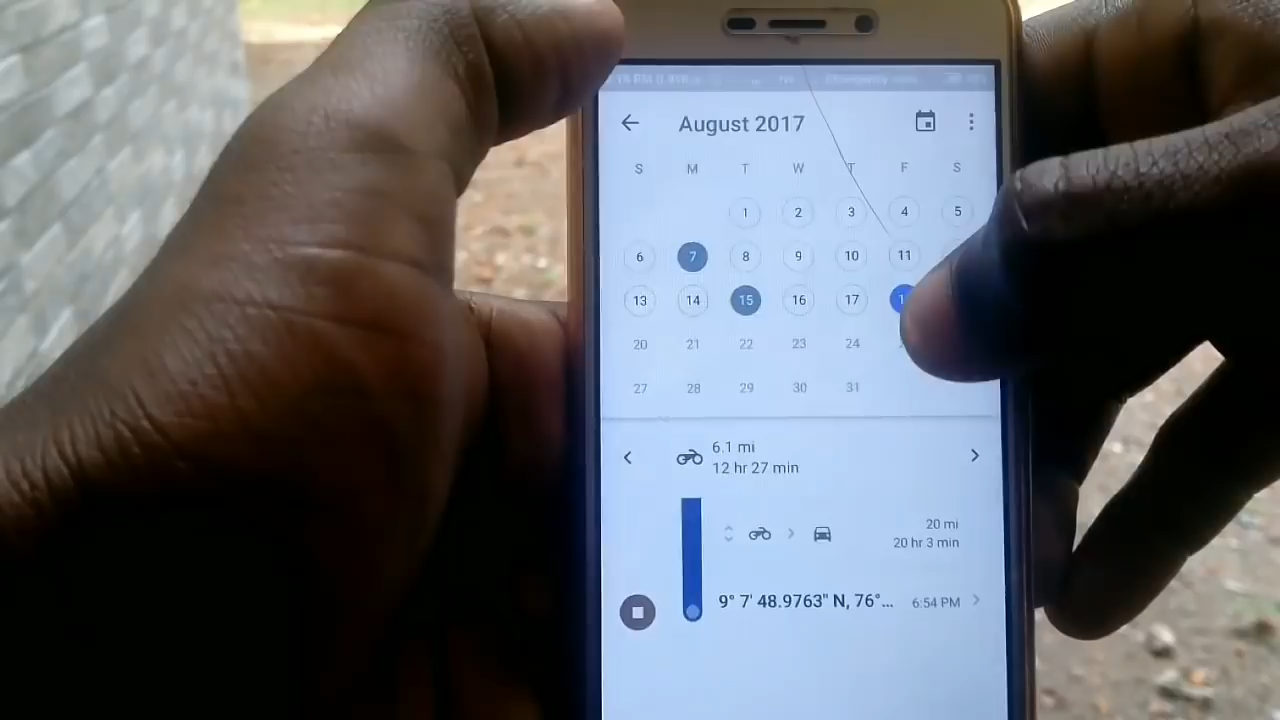 August 2017
S M T W T F S
1 2 3 4 5
6 7 8 9 10 11
13 14 15 16 17
20 21 22 23 24
27 28 29 30 31
6.1 mi
12 hr 27 min
20 mi
20 hr 3 min
9° 7' 48.9763" N, 76°... 6:54 PM